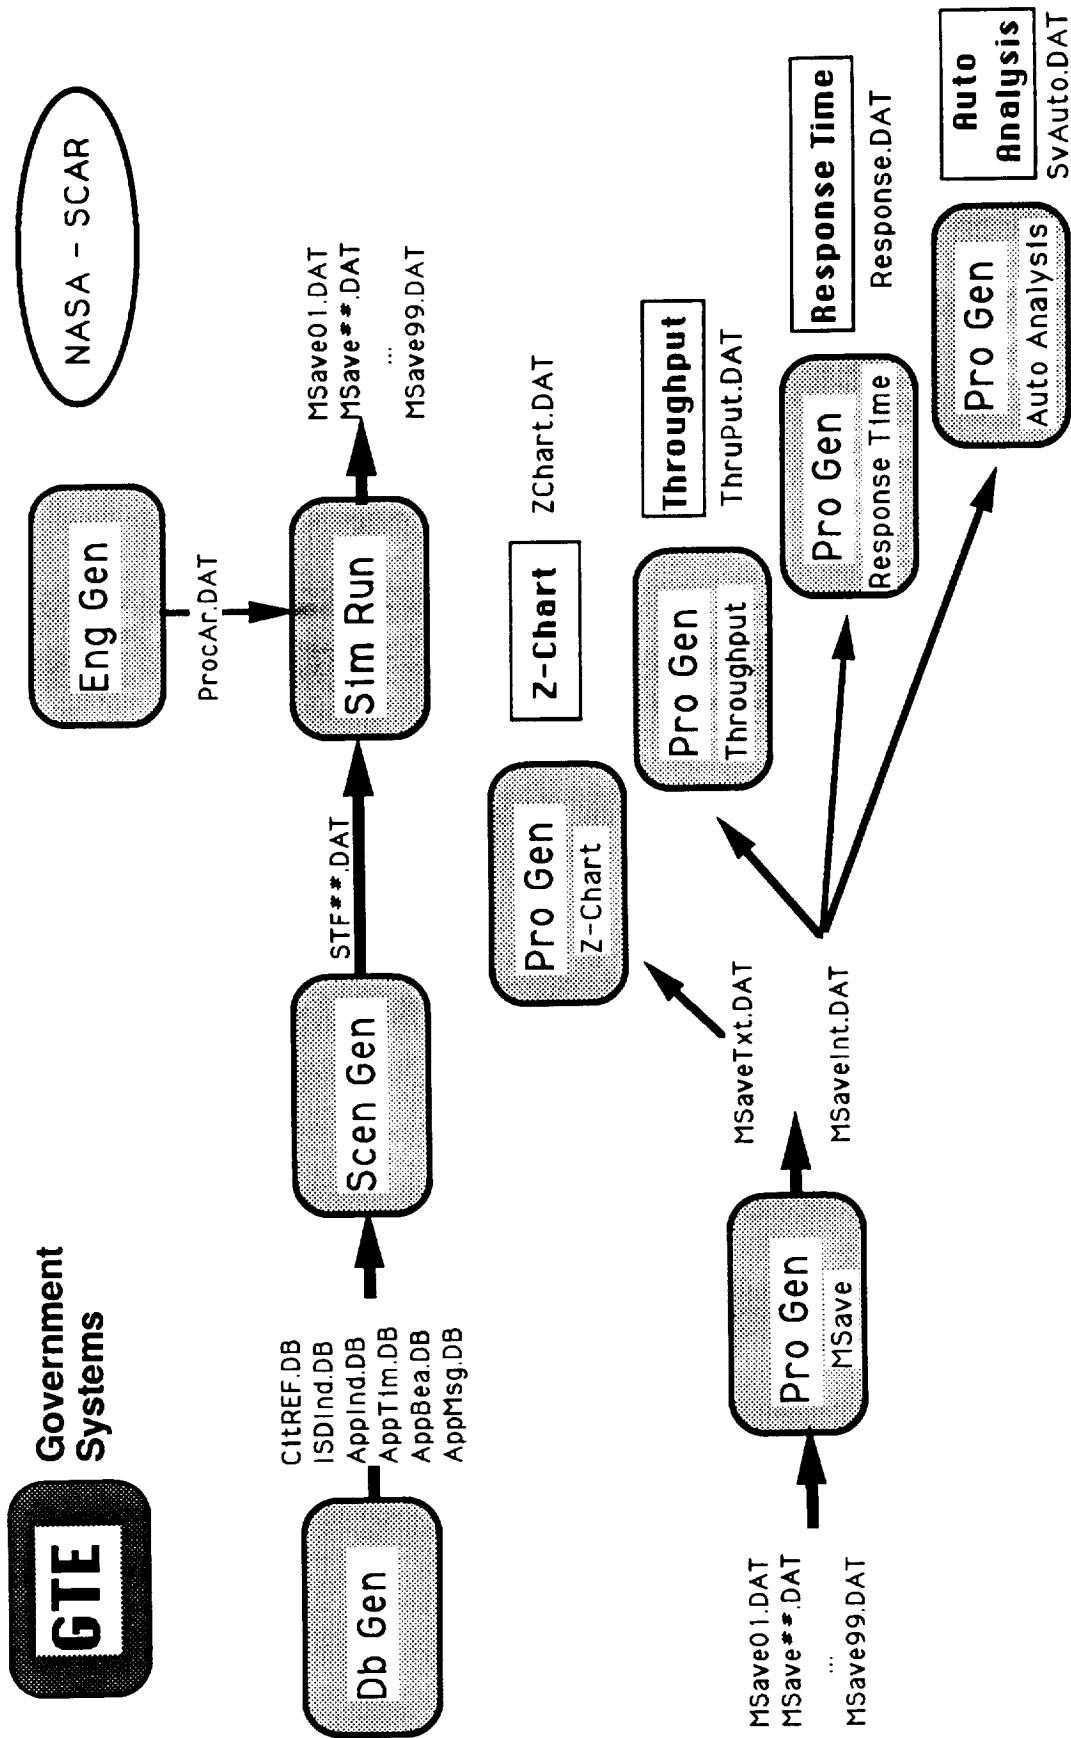 GTE
Government
Systems
NASA - SCAR
Eng Gen
ProcAr.DAT
Db Gen
CitREF.DB
ISDInd.DB
AppInd.DB
AppTim.DB
AppBea.DB
AppMsg.DB
Scen Gen
STF**.DAT
Sim Run
MSave01.DAT
MSave**.DAT
...
MSave99.DAT
MSave01.DAT
MSave**.DAT
...
MSave99.DAT
Pro Gen
MSave
MSaveTxt.DAT
MSaveInt.DAT
Pro Gen
Z-Chart
Z-Chart
ZChart.DAT
Pro Gen
Throughput
Throughput
ThruPut.DAT
Pro Gen
Response Time
Response Time
Response.DAT
Pro Gen
Auto Analysis
Auto
Analysis
SvAuto.DAT